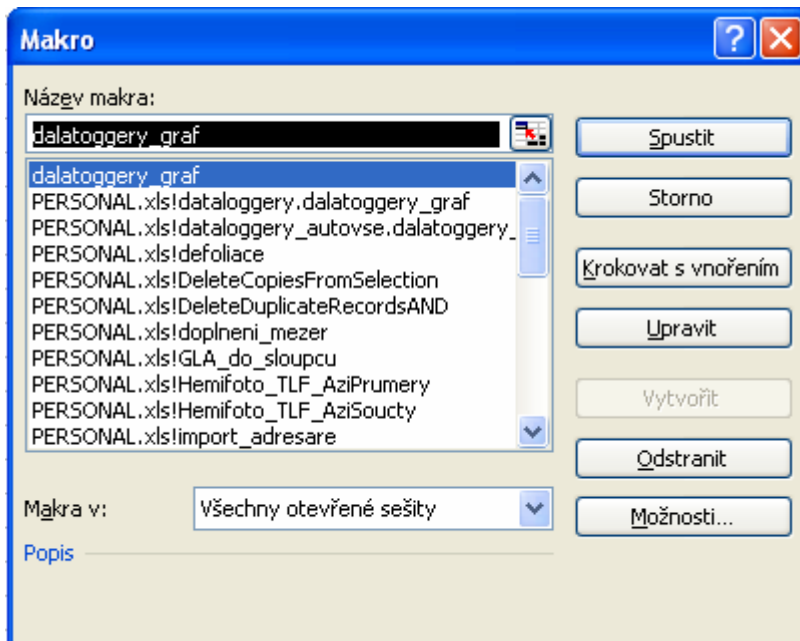 Makro
Název makra:
dalatoggery_graf
Spustit
dalatoggery_graf
PERSONAL.xls!dataloggery.dalatoggery_graf
PERSONAL.xls!dataloggery_autovse.dalatoggery_
PERSONAL.xls!defoliace
PERSONAL.xls!DeleteCopiesFromSelection
PERSONAL.xls!DeleteDuplicateRecordsAND
PERSONAL.xls!doplneni_mezer
PERSONAL.xls!GLA_do_sloupcu
PERSONAL.xls!Hemifoto_TLF_AziPrumery
PERSONAL.xls!Hemifoto_TLF_AziSoucty
PERSONAL.xls!import_adresare
Storno
Krokovat s vnořením
Upravit
Vytvořit
Odstranit
Makra v:
Všechny otevřené sešity
Možnosti...
Popis